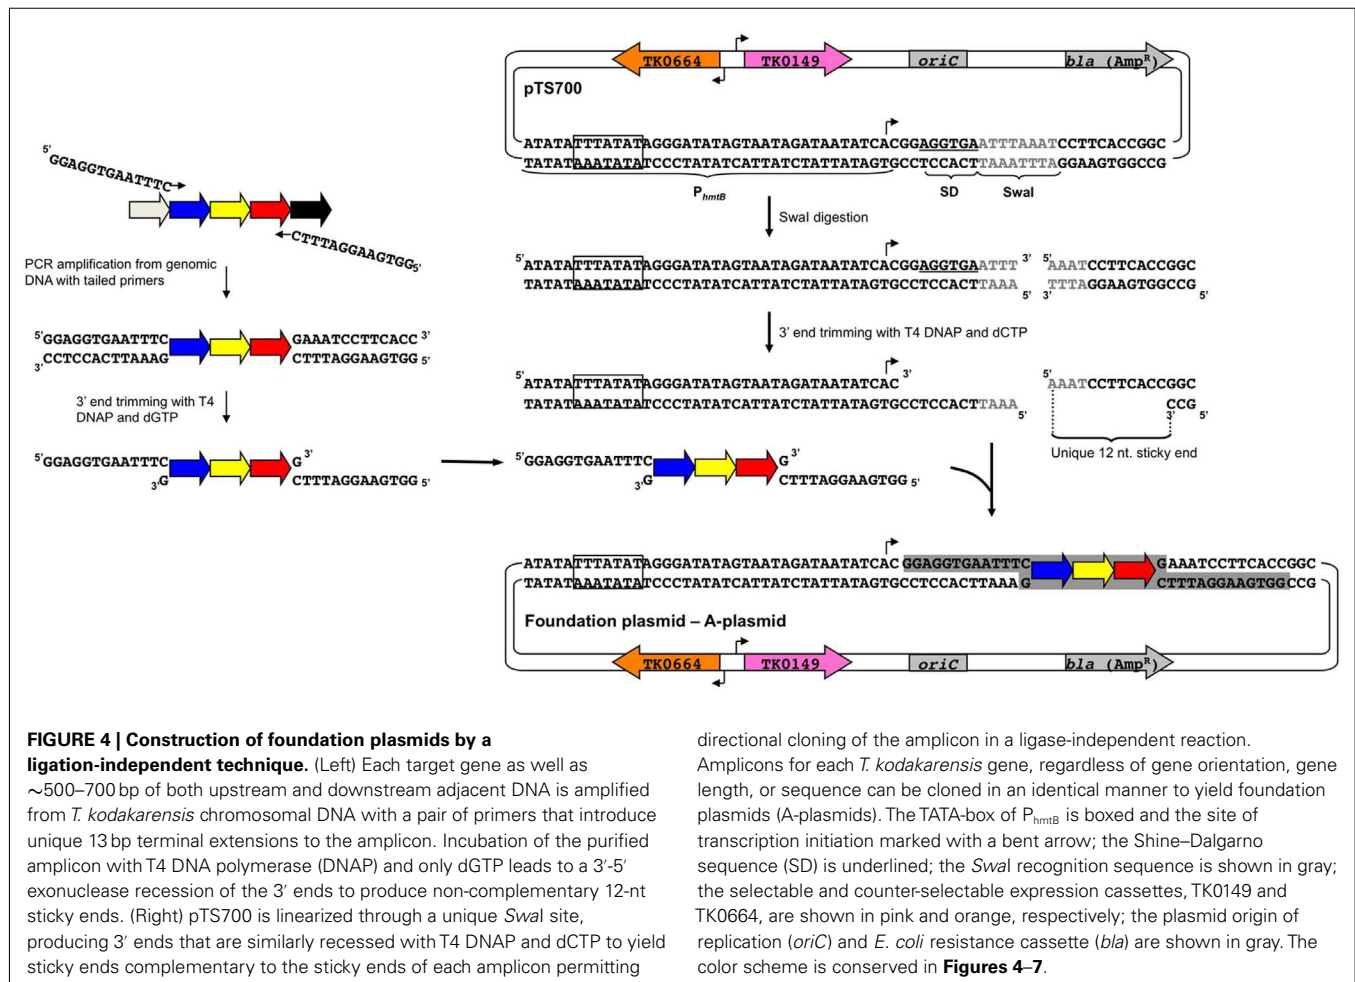 TK0664 TK0149 oriC bla (AmpR)
pTS700
ATATATTTATATAGGGATATAGTAATAGATAATATCACGGAGGTGAATTTAAATCCTTCACCGGC
TATATAAATATATCCCTATATCATTATCTATTATAGTGCCTCCACTTAAATTTAGGAAGTGGCCG
PhmtB SD SwaI
5' GGAGGTGAATTTC
CTTTAGGAAGTGG 5'
PCR amplification from genomic
DNA with tailed primers
5' GGAGGTGAATTTC GAAATCCTTCACC 3'
3' CCTCCACTTAAAG CTTTAGGAAGTGG 5'
3' end trimming with T4
DNAP and dGTP
5' GGAGGTGAATTTC G 3'
3' G CTTTAGGAAGTGG 5'
SwaI digestion
5' ATATATTTATATAGGGATATAGTAATAGATAATATCACGGAGGTGAATTT 3' 5' AAATCCTTCACCGGC
TATATAAATATATCCCTATATCATTATCTATTATAGTGCCTCCACTTAAA 5' 3' TTTAGGAAGTGGCCG 5'
3' end trimming with T4 DNAP and dCTP
5' ATATATTTATATAGGGATATAGTAATAGATAATATCAC 3' 5' AAATCCTTCACCGGC
TATATAAATATATCCCTATATCATTATCTATTATAGTGCCTCCACTTAAA 5' 3' CCG 5'
Unique 12 nt. sticky end
5' GGAGGTGAATTTC G 3'
3' G CTTTAGGAAGTGG 5'
ATATATTTATATAGGGATATAGTAATAGATAATATCAC GGAGGTGAATTTC GAAATCCTTCACCGGC
TATATAAATATATCCCTATATCATTATCTATTATAGTGCCTCCACTTAAAG CTTTAGGAAGTGGCCG
Foundation plasmid – A-plasmid
TK0664 TK0149 oriC bla (AmpR)
FIGURE 4 | Construction of foundation plasmids by a
ligation-independent technique. (Left) Each target gene as well as
∼500–700 bp of both upstream and downstream adjacent DNA is amplified
from T. kodakarensis chromosomal DNA with a pair of primers that introduce
unique 13 bp terminal extensions to the amplicon. Incubation of the purified
amplicon with T4 DNA polymerase (DNAP) and only dGTP leads to a 3′-5′
exonuclease recession of the 3′ ends to produce non-complementary 12-nt
sticky ends. (Right) pTS700 is linearized through a unique SwaI site,
producing 3′ ends that are similarly recessed with T4 DNAP and dCTP to yield
sticky ends complementary to the sticky ends of each amplicon permitting
directional cloning of the amplicon in a ligase-independent reaction.
Amplicons for each T. kodakarensis gene, regardless of gene orientation, gene
length, or sequence can be cloned in an identical manner to yield foundation
plasmids (A-plasmids). The TATA-box of PhmtB is boxed and the site of
transcription initiation marked with a bent arrow; the Shine–Dalgarno
sequence (SD) is underlined; the SwaI recognition sequence is shown in gray;
the selectable and counter-selectable expression cassettes, TK0149 and
TK0664, are shown in pink and orange, respectively; the plasmid origin of
replication (oriC) and E. coli resistance cassette (bla) are shown in gray. The
color scheme is conserved in Figures 4–7.